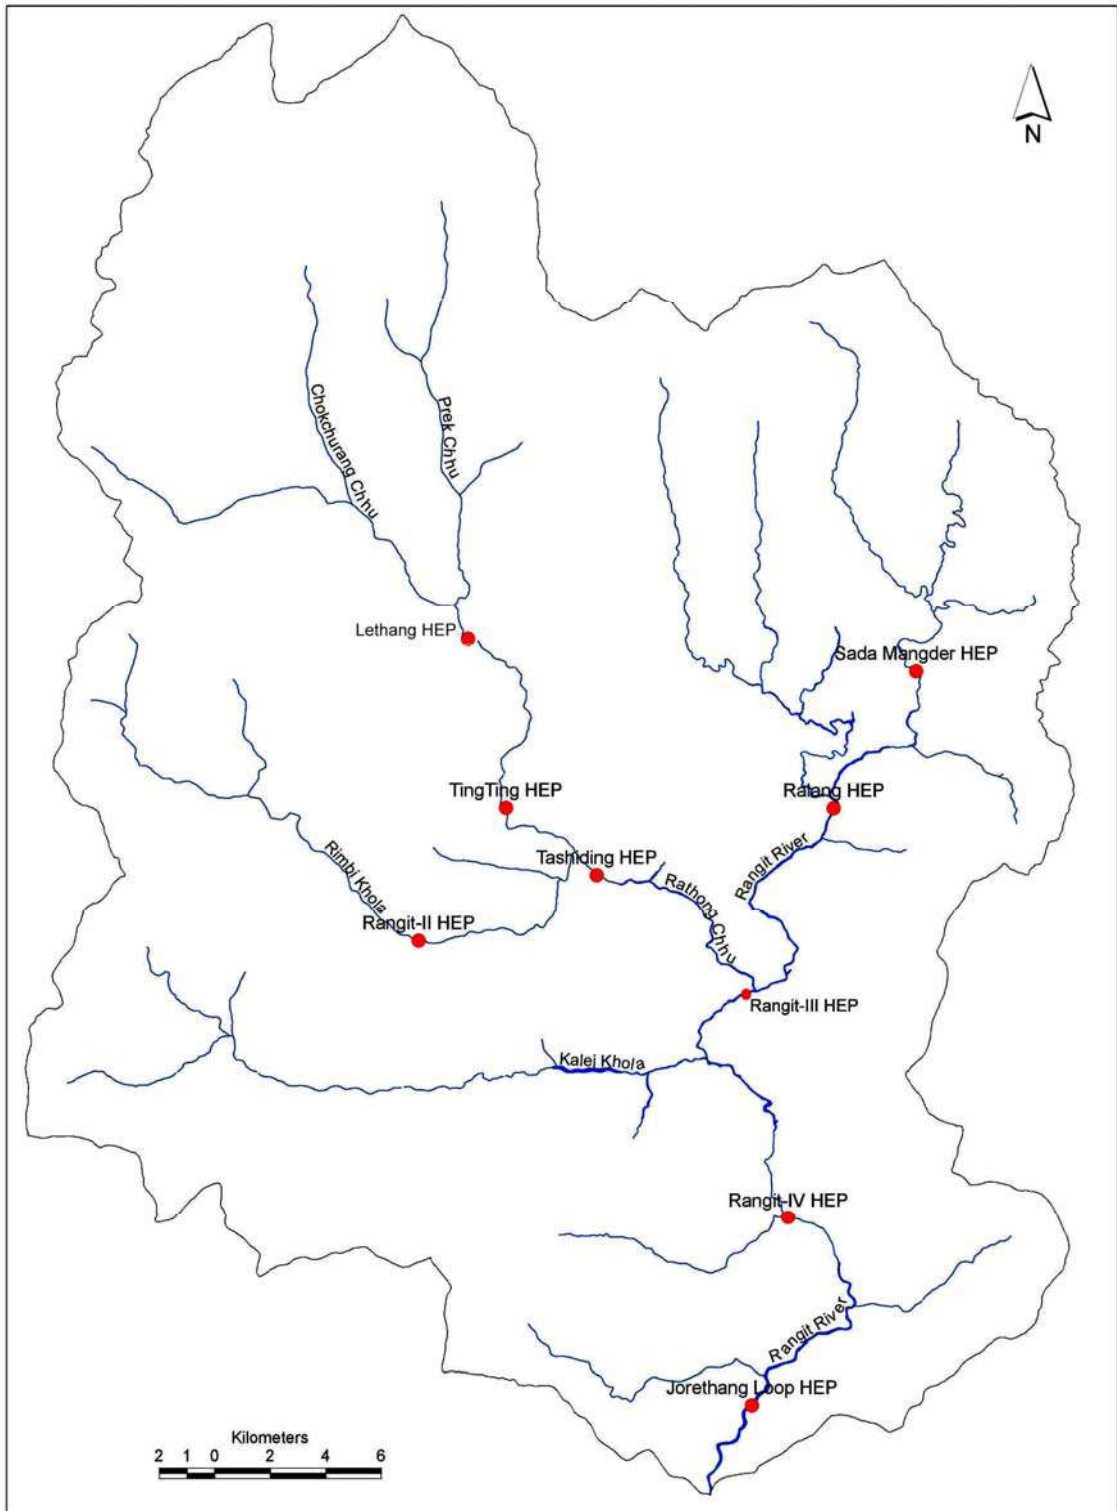 N
Chokchurang Chhu
Prek Chhu
Lethang HEP
Sada Mangder HEP
TingTing HEP
Ralang HEP
Rimbi Khola
Tashiding HEP
Rathong Chhu
Rangit River
Rangit-II HEP
Rangit-III HEP
Kalej Khola
Rangit-IV HEP
Rangit River
Jorethang Loop HEP
Kilometers
2 1 0 2 4 6